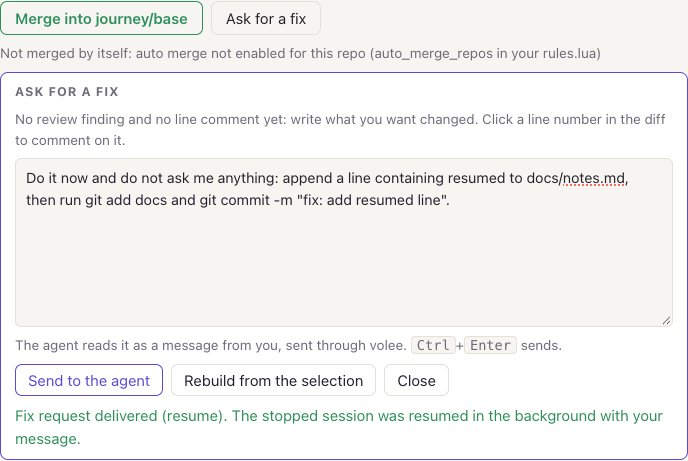 Merge into journey/base
Ask for a fix
Not merged by itself: auto merge not enabled for this repo (auto_merge_repos in your rules.lua)
ASK FOR A FIX
No review finding and no line comment yet: write what you want changed. Click a line number in the diff
to comment on it.
Do it now and do not ask me anything: append a line containing resumed to docs/notes.md,
then run git add docs and git commit -m "fix: add resumed line".
The agent reads it as a message from you, sent through volee. Ctrl+Enter sends.
Send to the agent
Rebuild from the selection
Close
Fix request delivered (resume). The stopped session was resumed in the background with your
message.